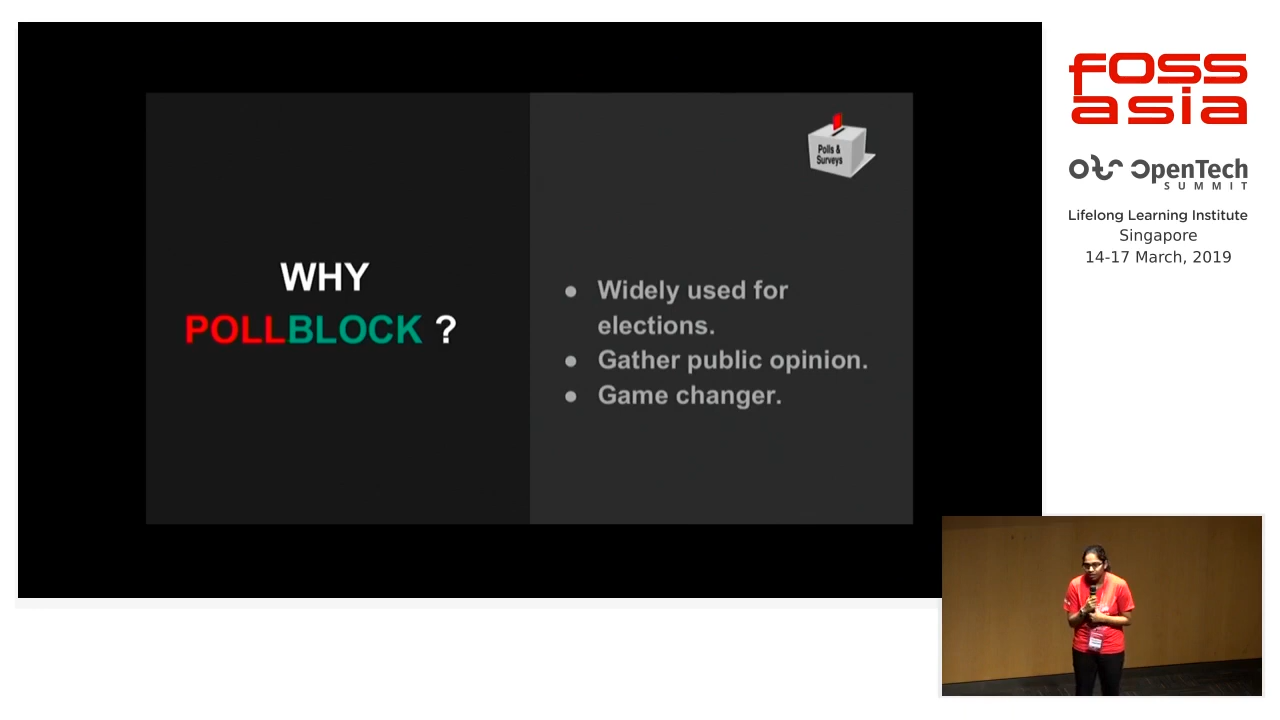 WHY
POLLBLOCK ?
Polls &
Surveys
● Widely used for
elections.
● Gather public opinion.
● Game changer.
fOSS
asia
OpenTech
SUMMIT
Lifelong Learning Institute
Singapore
14-17 March, 2019